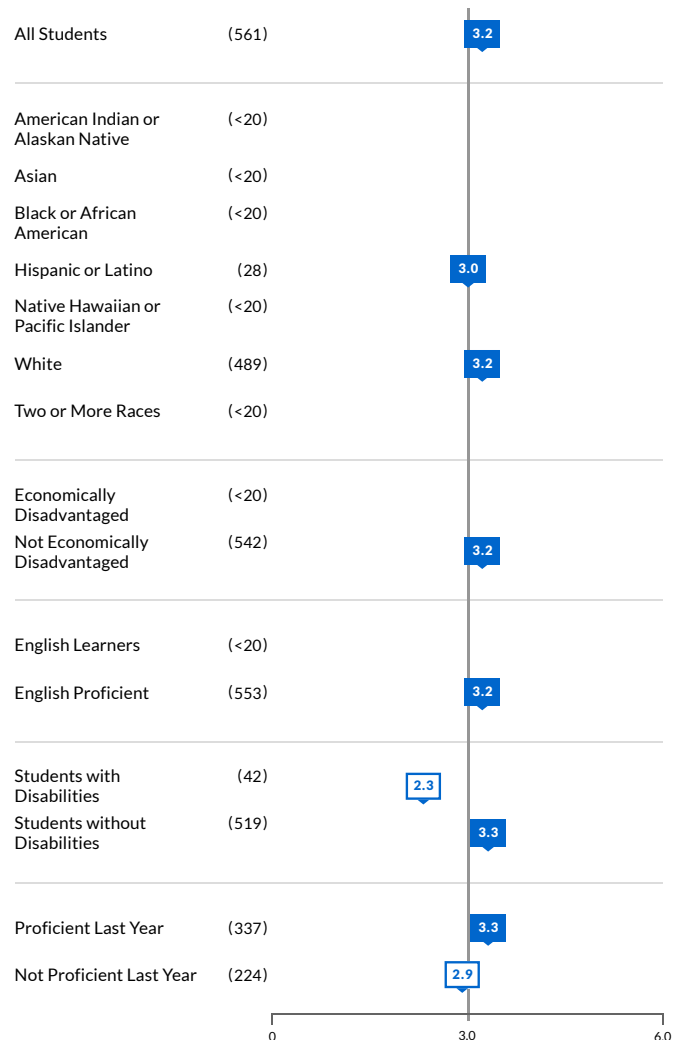 All Students (561) 3.2
American Indian or (<20)
Alaskan Native
Asian (<20)
Black or African (<20)
American
Hispanic or Latino (28) 3.0
Native Hawaiian or (<20)
Pacific Islander
White (489) 3.2
Two or More Races (<20)
Economically (<20)
Disadvantaged
Not Economically (542) 3.2
Disadvantaged
English Learners (<20)
English Proficient (553) 3.2
Students with (42) 2.3
Disabilities
Students without (519) 3.3
Disabilities
Proficient Last Year (337) 3.3
Not Proficient Last Year (224) 2.9
0 3.0 6.0